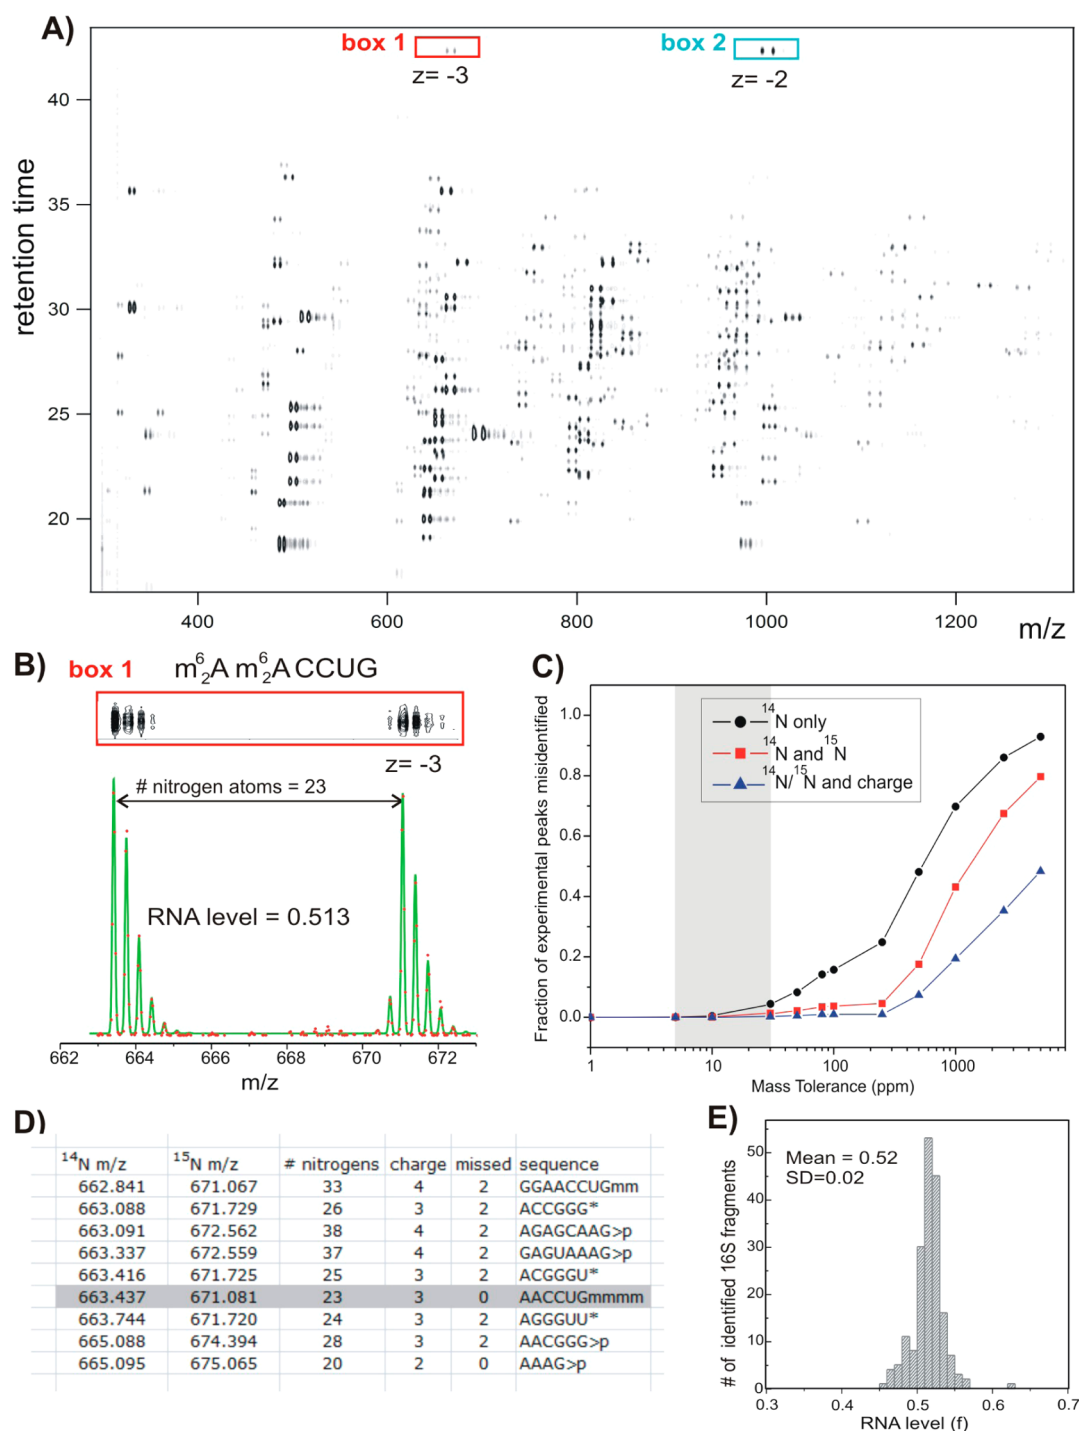 A)
box 1
box 2
z= -3
z= -2
40
35
30
25
20
retention time
400
600
800
1000
1200
m/z
B)
box 1
m⁶₂A m⁶₂A CCUG
z= -3
# nitrogen atoms = 23
RNA level = 0.513
662
664
666
668
670
672
m/z
C)
¹⁴N only
¹⁴N and ¹⁵N
¹⁴N/¹⁵N and charge
1.0
0.8
0.6
0.4
0.2
0.0
Fraction of experimental peaks misidentified
1
10
100
1000
Mass Tolerance (ppm)
D)
¹⁴N m/z ¹⁵N m/z # nitrogens charge missed sequence
662.841 671.067 33 4 2 GGAACCUGmm
663.088 671.729 26 3 2 ACCGGG*
663.091 672.562 38 4 2 AGAGCAAG>p
663.337 672.559 37 4 2 GAGUAAAG>p
663.416 671.725 25 3 2 ACGGGU*
663.437 671.081 23 3 0 AACCUGmmmm
663.744 671.720 24 3 2 AGGGUU*
665.088 674.394 28 3 2 AACGGG>p
665.095 675.065 20 2 0 AAAG>p
E)
Mean = 0.52
SD=0.02
50
40
30
20
10
0
# of identified 16S fragments
0.3
0.4
0.5
0.6
0.7
RNA level (f)